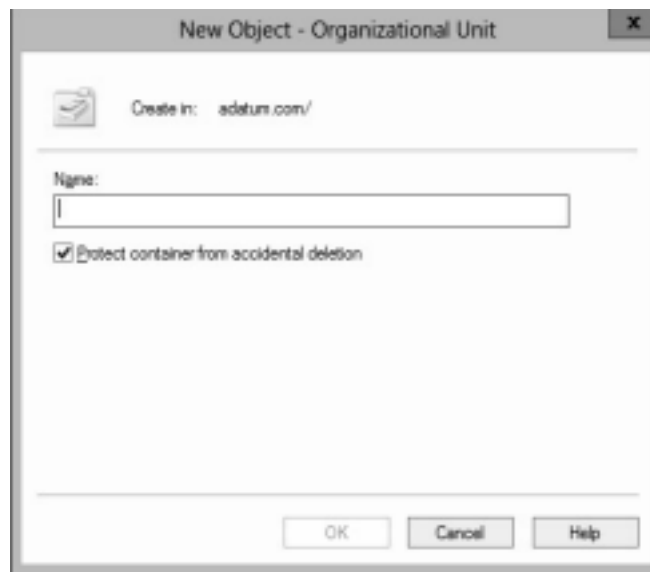 New Object - Organizational Unit
x
Create in: adatum.com/
Name:
Protect container from accidental deletion
OK Cancel Help